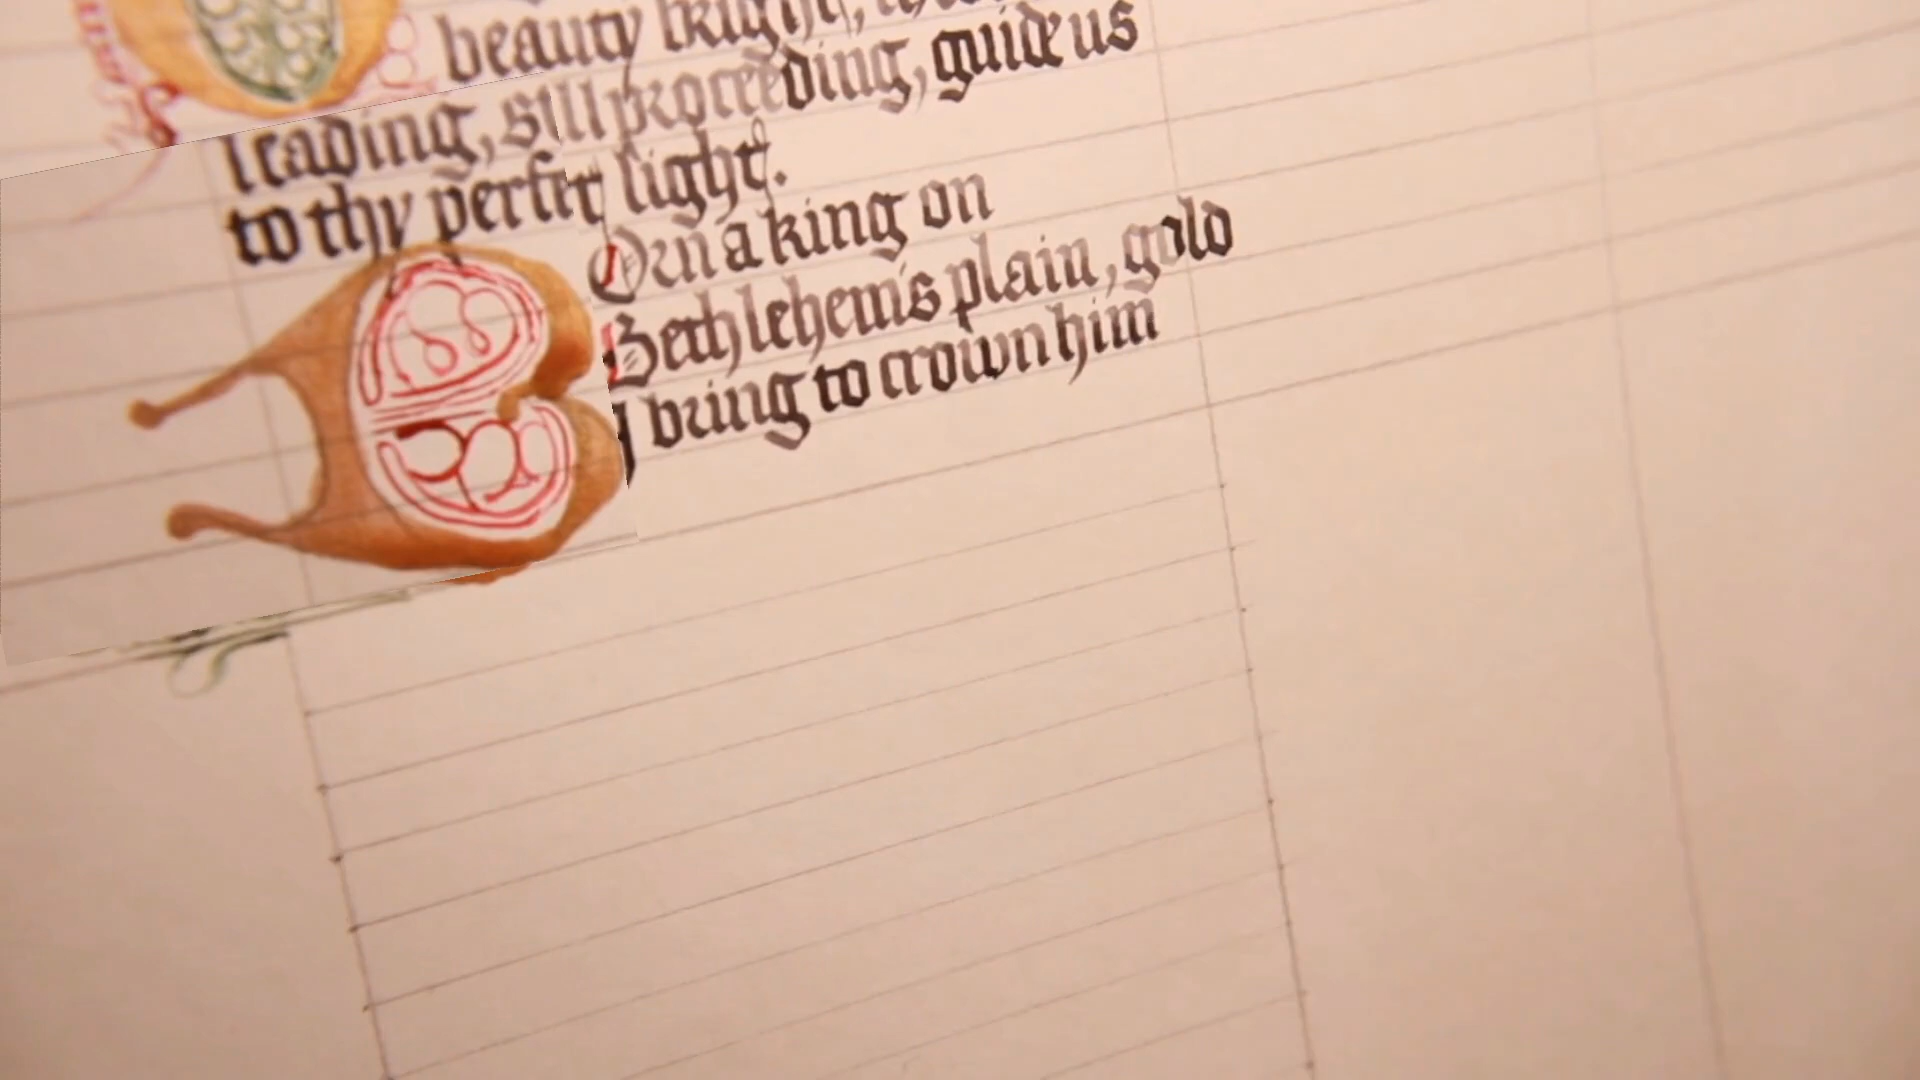 beauty bright,
leading, still proceeding, guide us
to thy perfect light.
Born a king on
Bethlehem's plain, gold
I bring to crown him